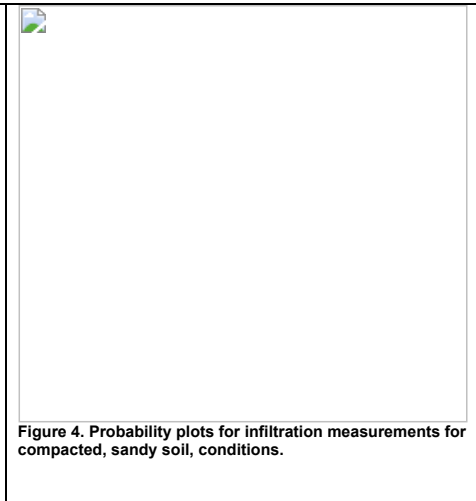 Figure 4. Probability plots for infiltration measurements for
compacted, sandy soil, conditions.